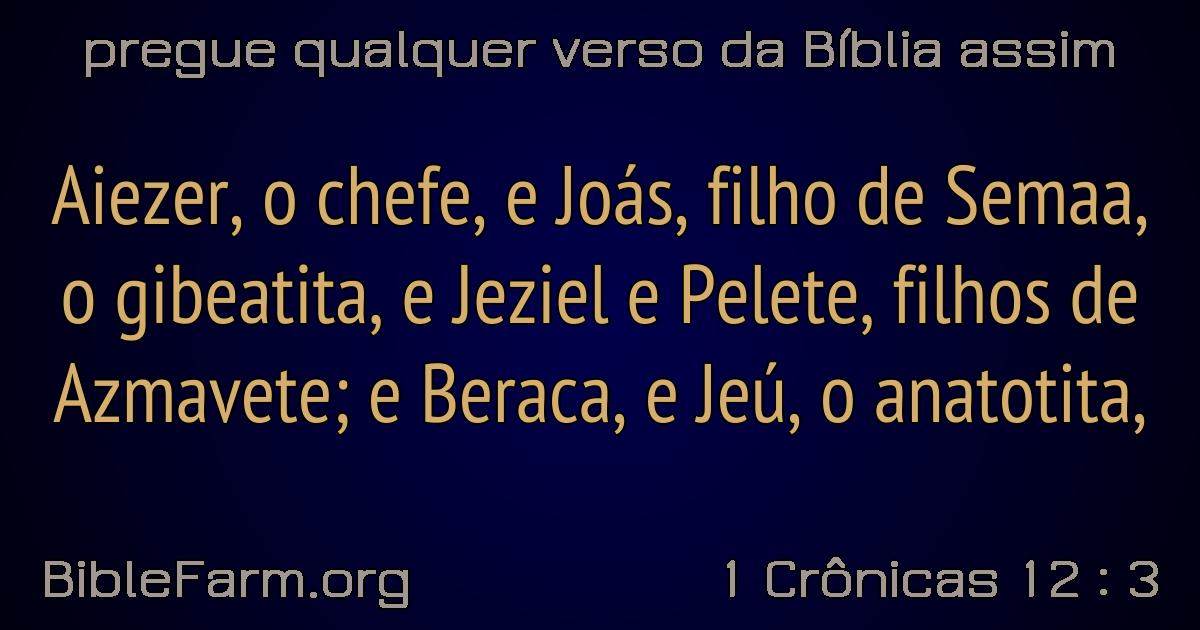 pregue qualquer verso da Bíblia assim
Aiezer, o chefe, e Joás, filho de Semaa,
o gibeatita, e Jeziel e Pelete, filhos de
Azmavete; e Beraca, e Jeú, o anatotita,
BibleFarm.org
1 Crônicas 12 : 3